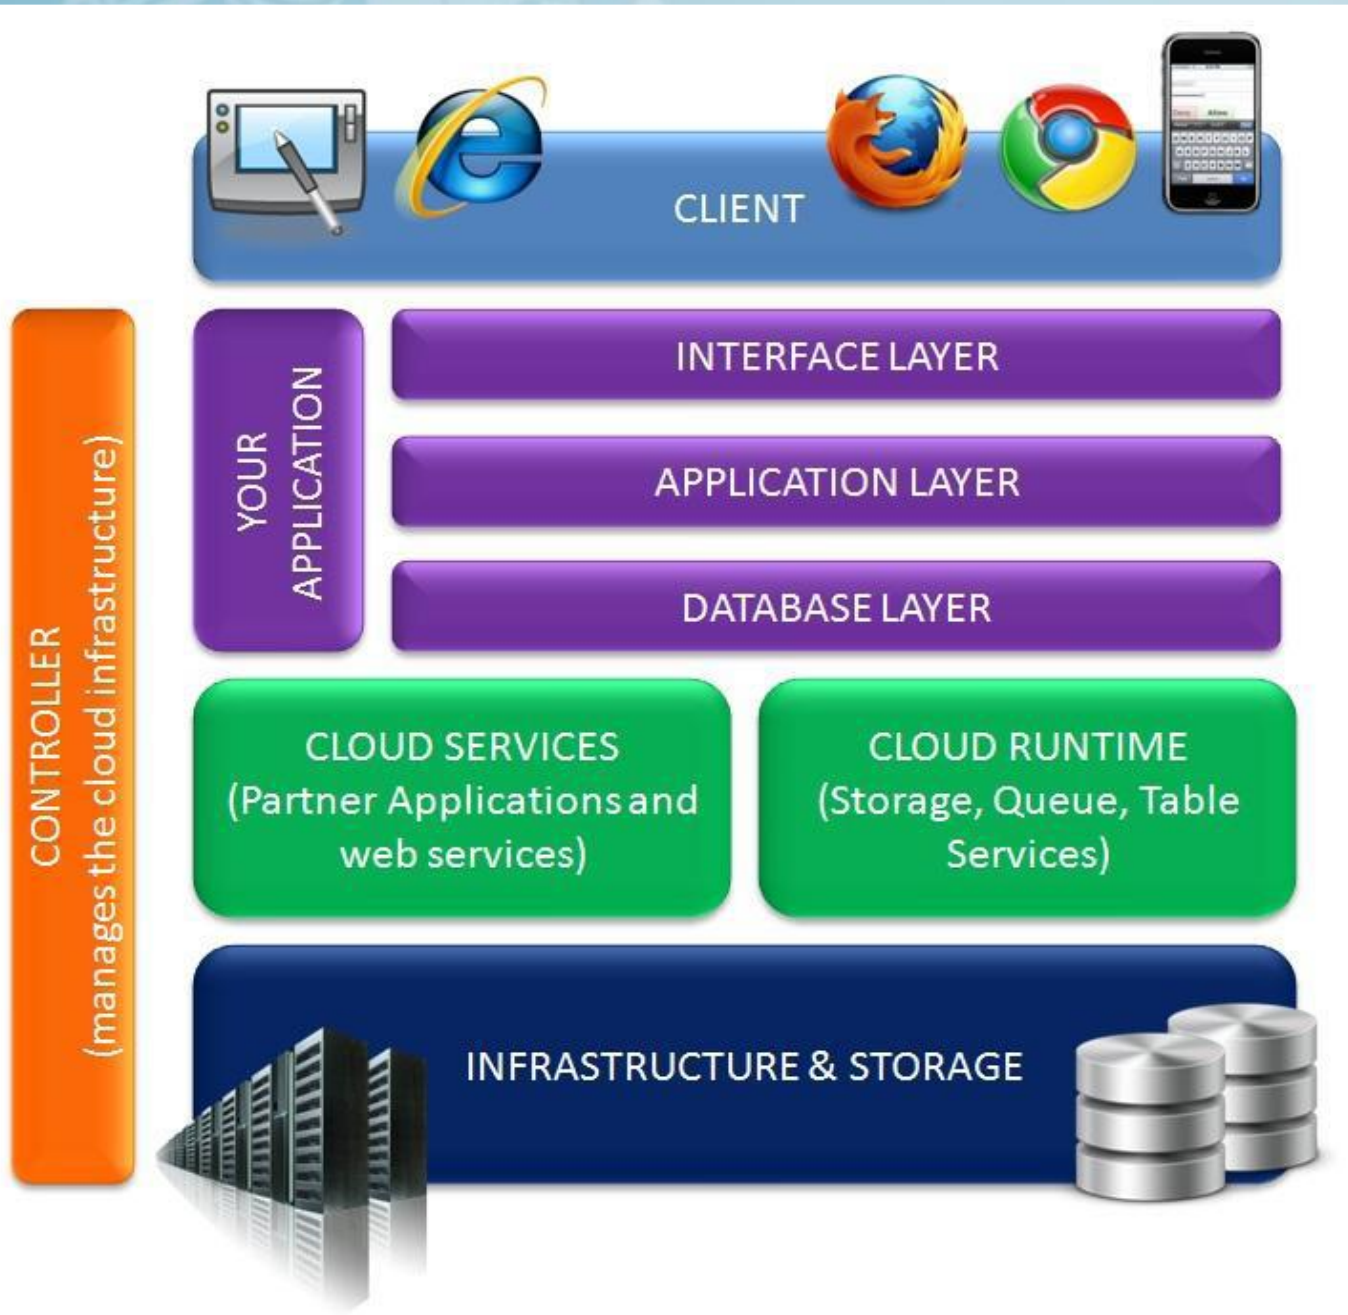 CLIENT
INTERFACE LAYER
YOUR
APPLICATION
APPLICATION LAYER
DATABASE LAYER
CONTROLLER
(manages the cloud infrastructure)
CLOUD SERVICES
(Partner Applications and
web services)
CLOUD RUNTIME
(Storage, Queue, Table
Services)
INFRASTRUCTURE & STORAGE